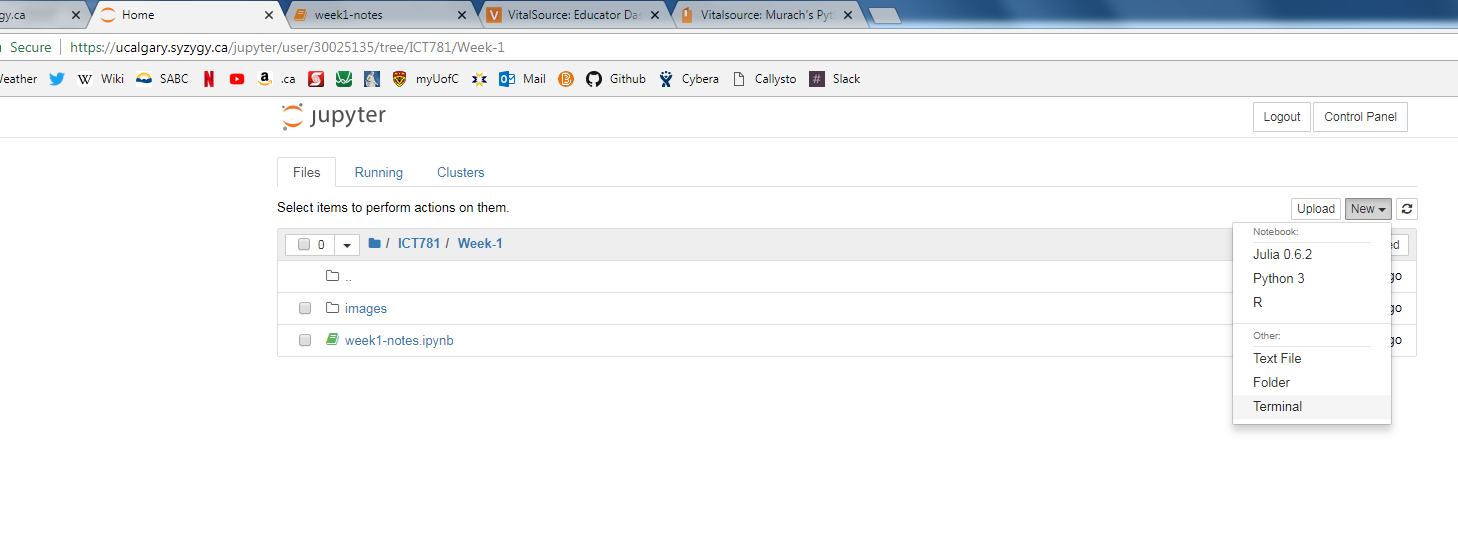 gy.ca Home week1-notes VitalSource: Educator Das Vitalsource: Murach's Pyt
Secure https://ucalgary.syzygy.ca/jupyter/user/30025135/tree/ICT781/Week-1
Weather Wiki SABC .ca myUofC Mail Github Cybera Callysto Slack
jupyter Logout Control Panel
Files Running Clusters
Select items to perform actions on them. Upload New
0 / ICT781 / Week-1 ed
..
images
week1-notes.ipynb
go
go
go
Notebook:
Julia 0.6.2
Python 3
R
Other:
Text File
Folder
Terminal